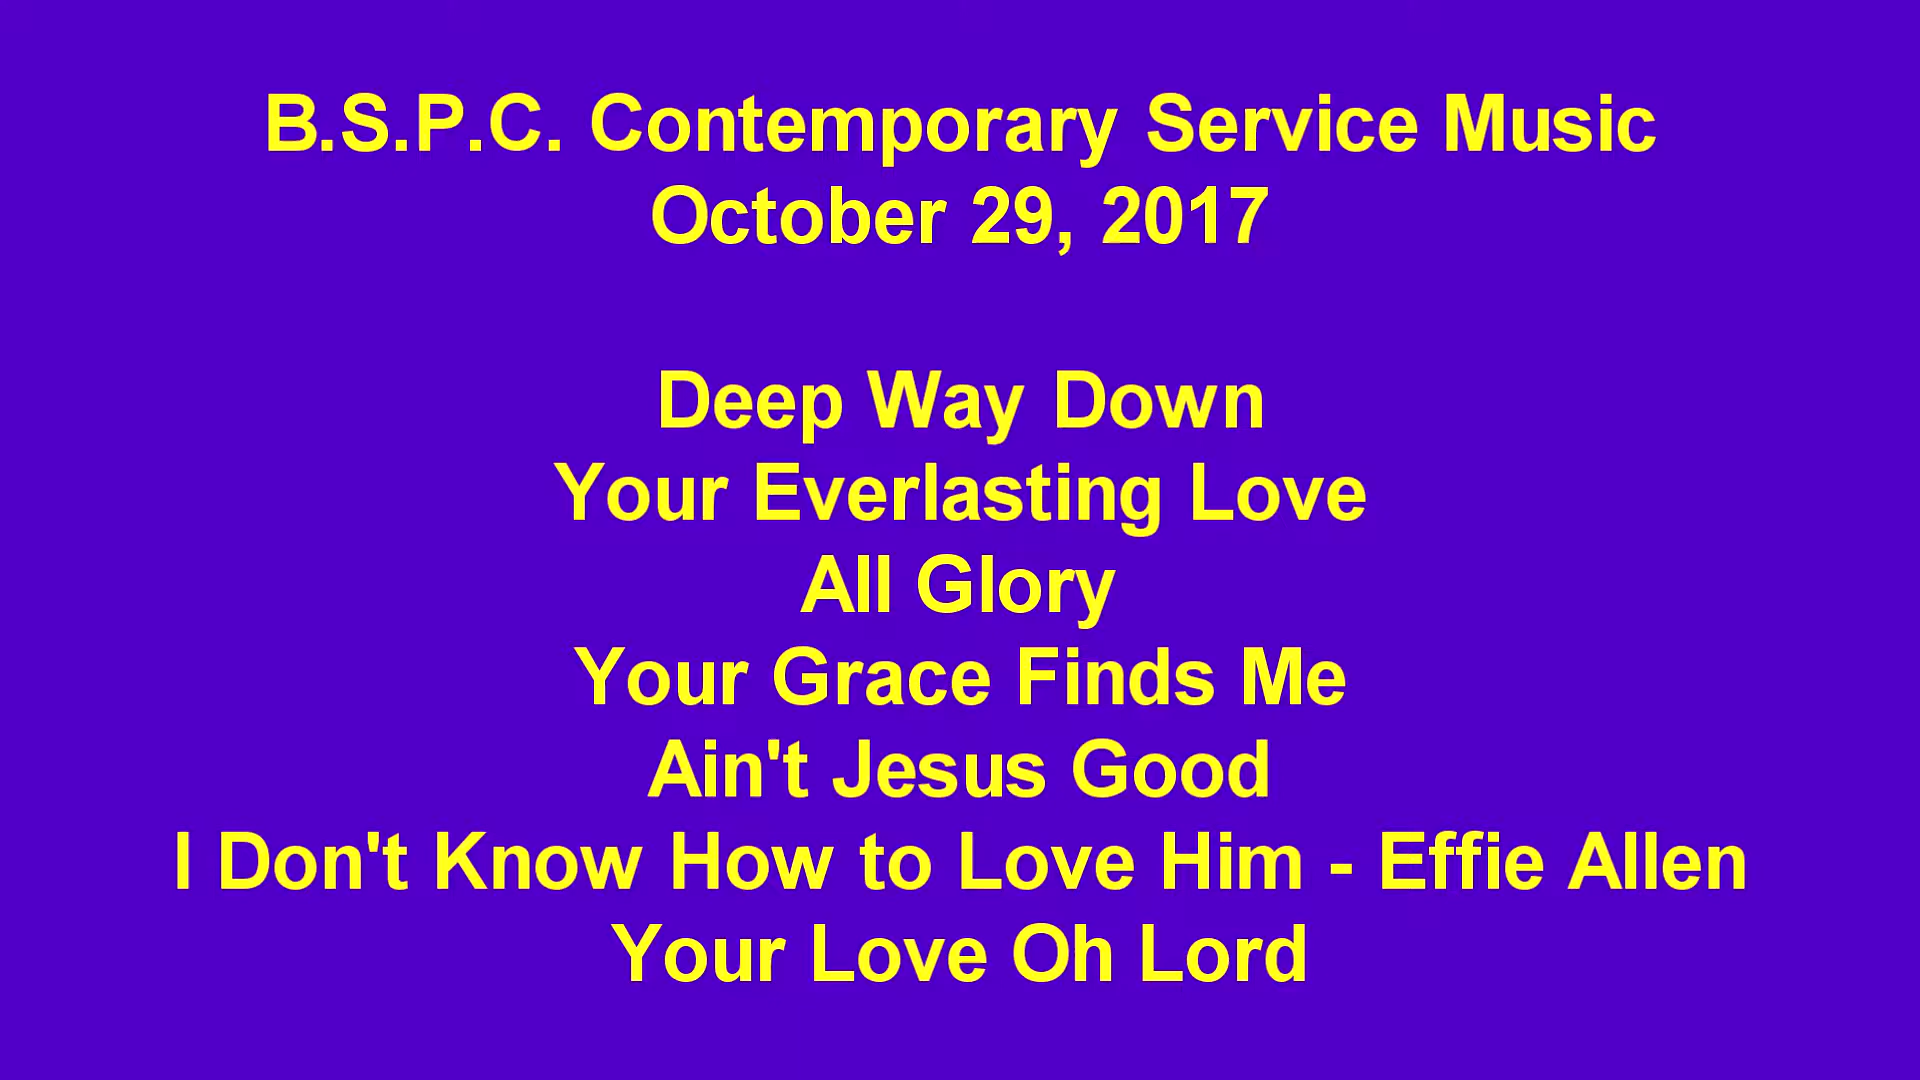 B.S.P.C. Contemporary Service Music
October 29, 2017
Deep Way Down
Your Everlasting Love
All Glory
Your Grace Finds Me
Ain't Jesus Good
I Don't Know How to Love Him - Effie Allen
Your Love Oh Lord